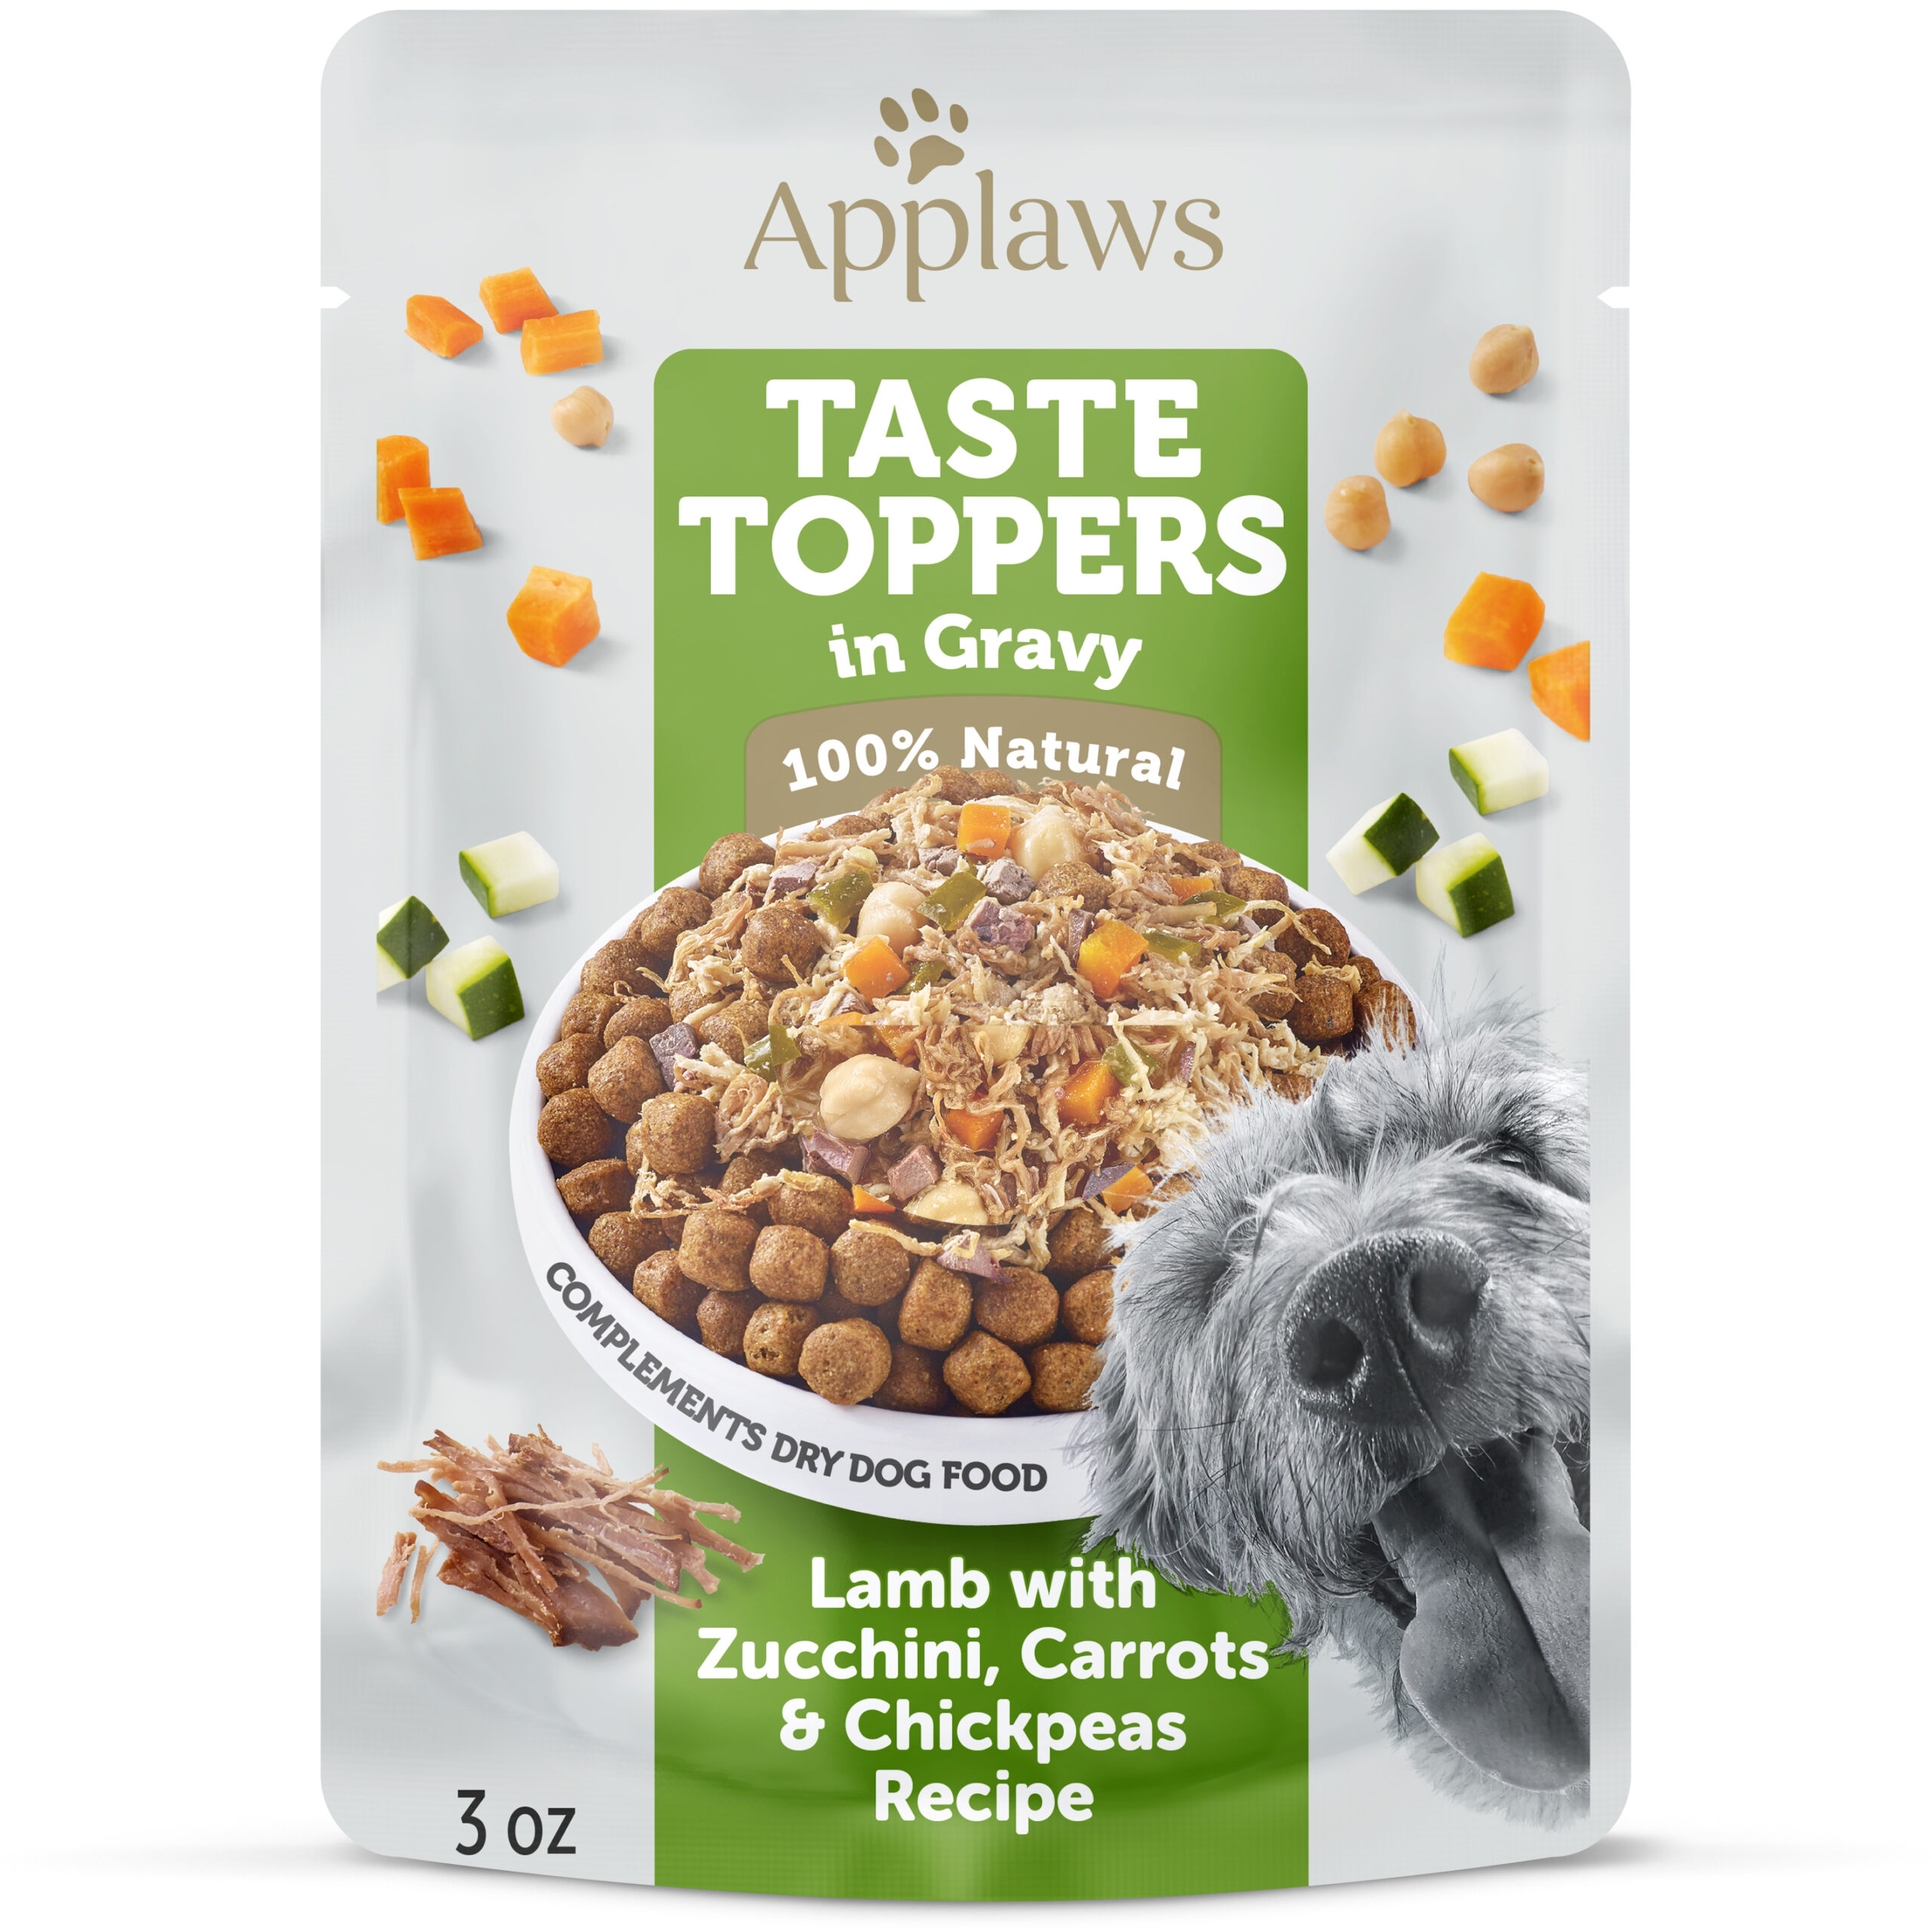 Applaws
TASTE
TOPPERS
in Gravy
100% Natural
COMPLEMENTS DRY DOG FOOD
Lamb with
Zucchini, Carrots
& Chickpeas
Recipe
3 oz